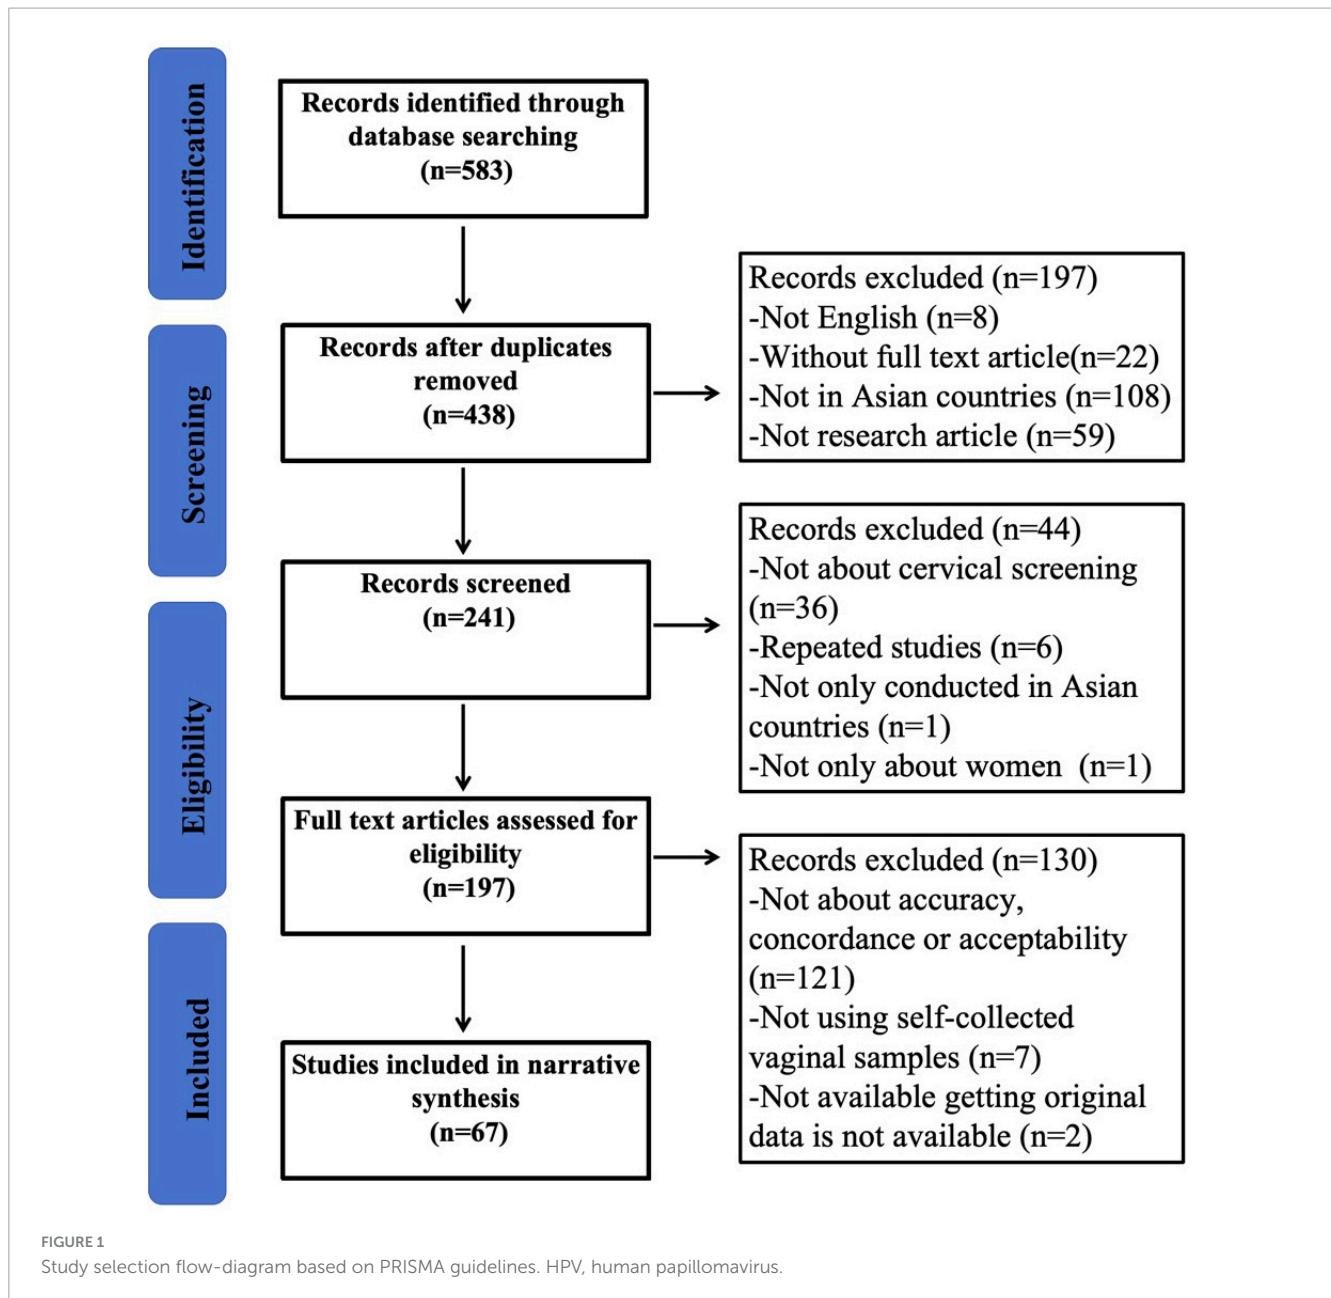 Identification
Records identified through
database searching
(n=583)
Screening
Records after duplicates
removed
(n=438)
Records excluded (n=197)
-Not English (n=8)
-Without full text article(n=22)
-Not in Asian countries (n=108)
-Not research article (n=59)
Records screened
(n=241)
Records excluded (n=44)
-Not about cervical screening
(n=36)
-Repeated studies (n=6)
-Not only conducted in Asian
countries (n=1)
-Not only about women (n=1)
Eligibility
Full text articles assessed for
eligibility
(n=197)
Records excluded (n=130)
-Not about accuracy,
concordance or acceptability
(n=121)
-Not using self-collected
vaginal samples (n=7)
-Not available getting original
data is not available (n=2)
Included
Studies included in narrative
synthesis
(n=67)
FIGURE 1
Study selection flow-diagram based on PRISMA guidelines. HPV, human papillomavirus.